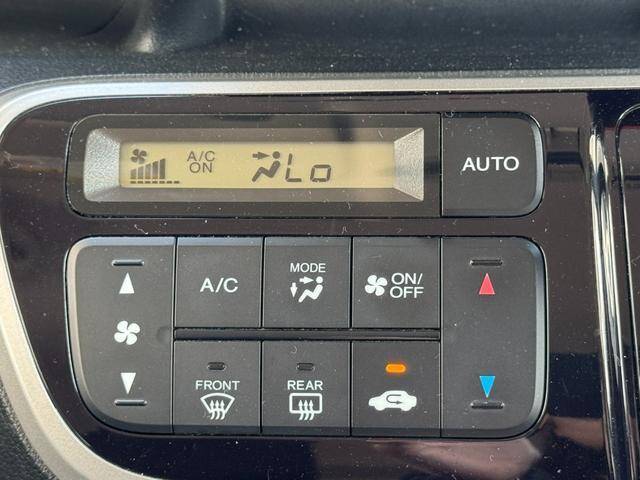 A/C
ON
Lo
AUTO
A/C
MODE
ON/
OFF
FRONT
REAR